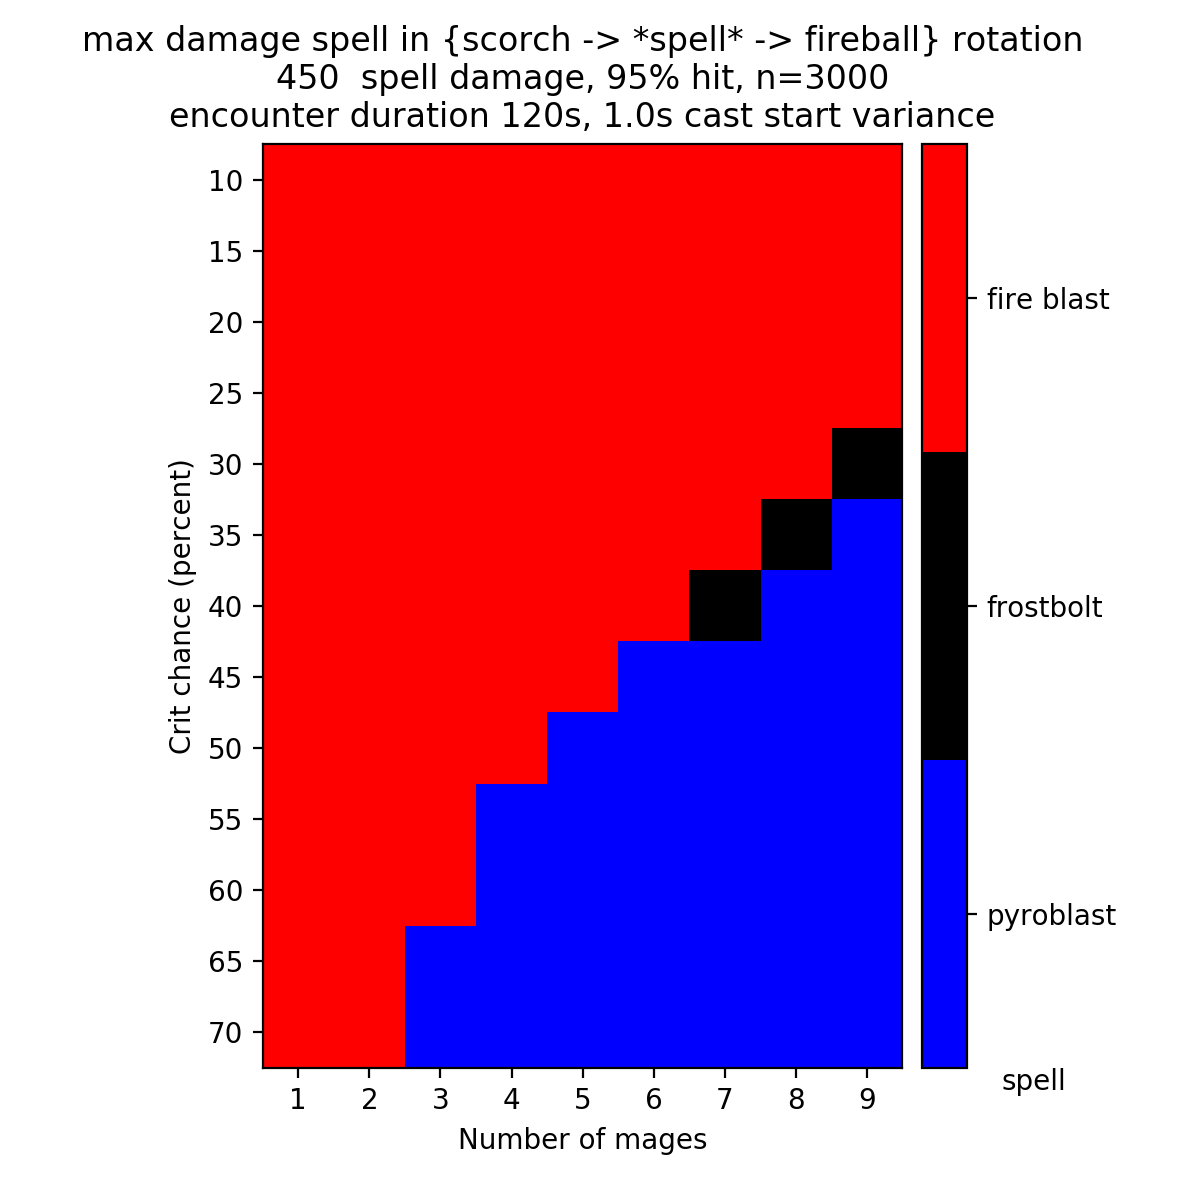 max damage spell in {scorch -> *spell* -> fireball} rotation
450  spell damage, 95% hit, n=3000
encounter duration 120s, 1.0s cast start variance
Crit chance (percent)
10
15
20
25
30
35
40
45
50
55
60
65
70
1 2 3 4 5 6 7 8 9
Number of mages
fire blast
frostbolt
pyroblast
spell